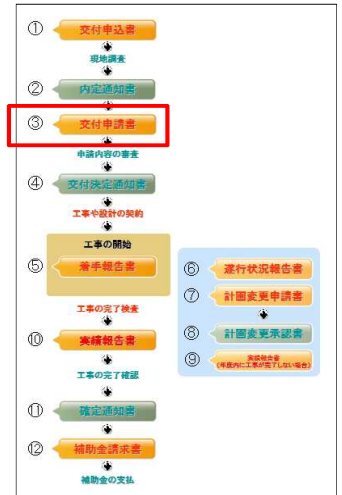 ① 交付申込書
現地調査
② 内定通知書
③ 交付申請書
申請内容の審査
④ 交付決定通知書
工事や設計の契約
工事の開始
⑤ 着手報告書
工事の完了検査
⑩ 実績報告書
工事の完了確認
⑪ 確定通知書
⑫ 補助金請求書
補助金の支払
⑥ 遂行状況報告書
⑦ 計画変更申請書
⑧ 計画変更承認書
⑨ 実績報告書
(年度内に工事が完了しない場合)